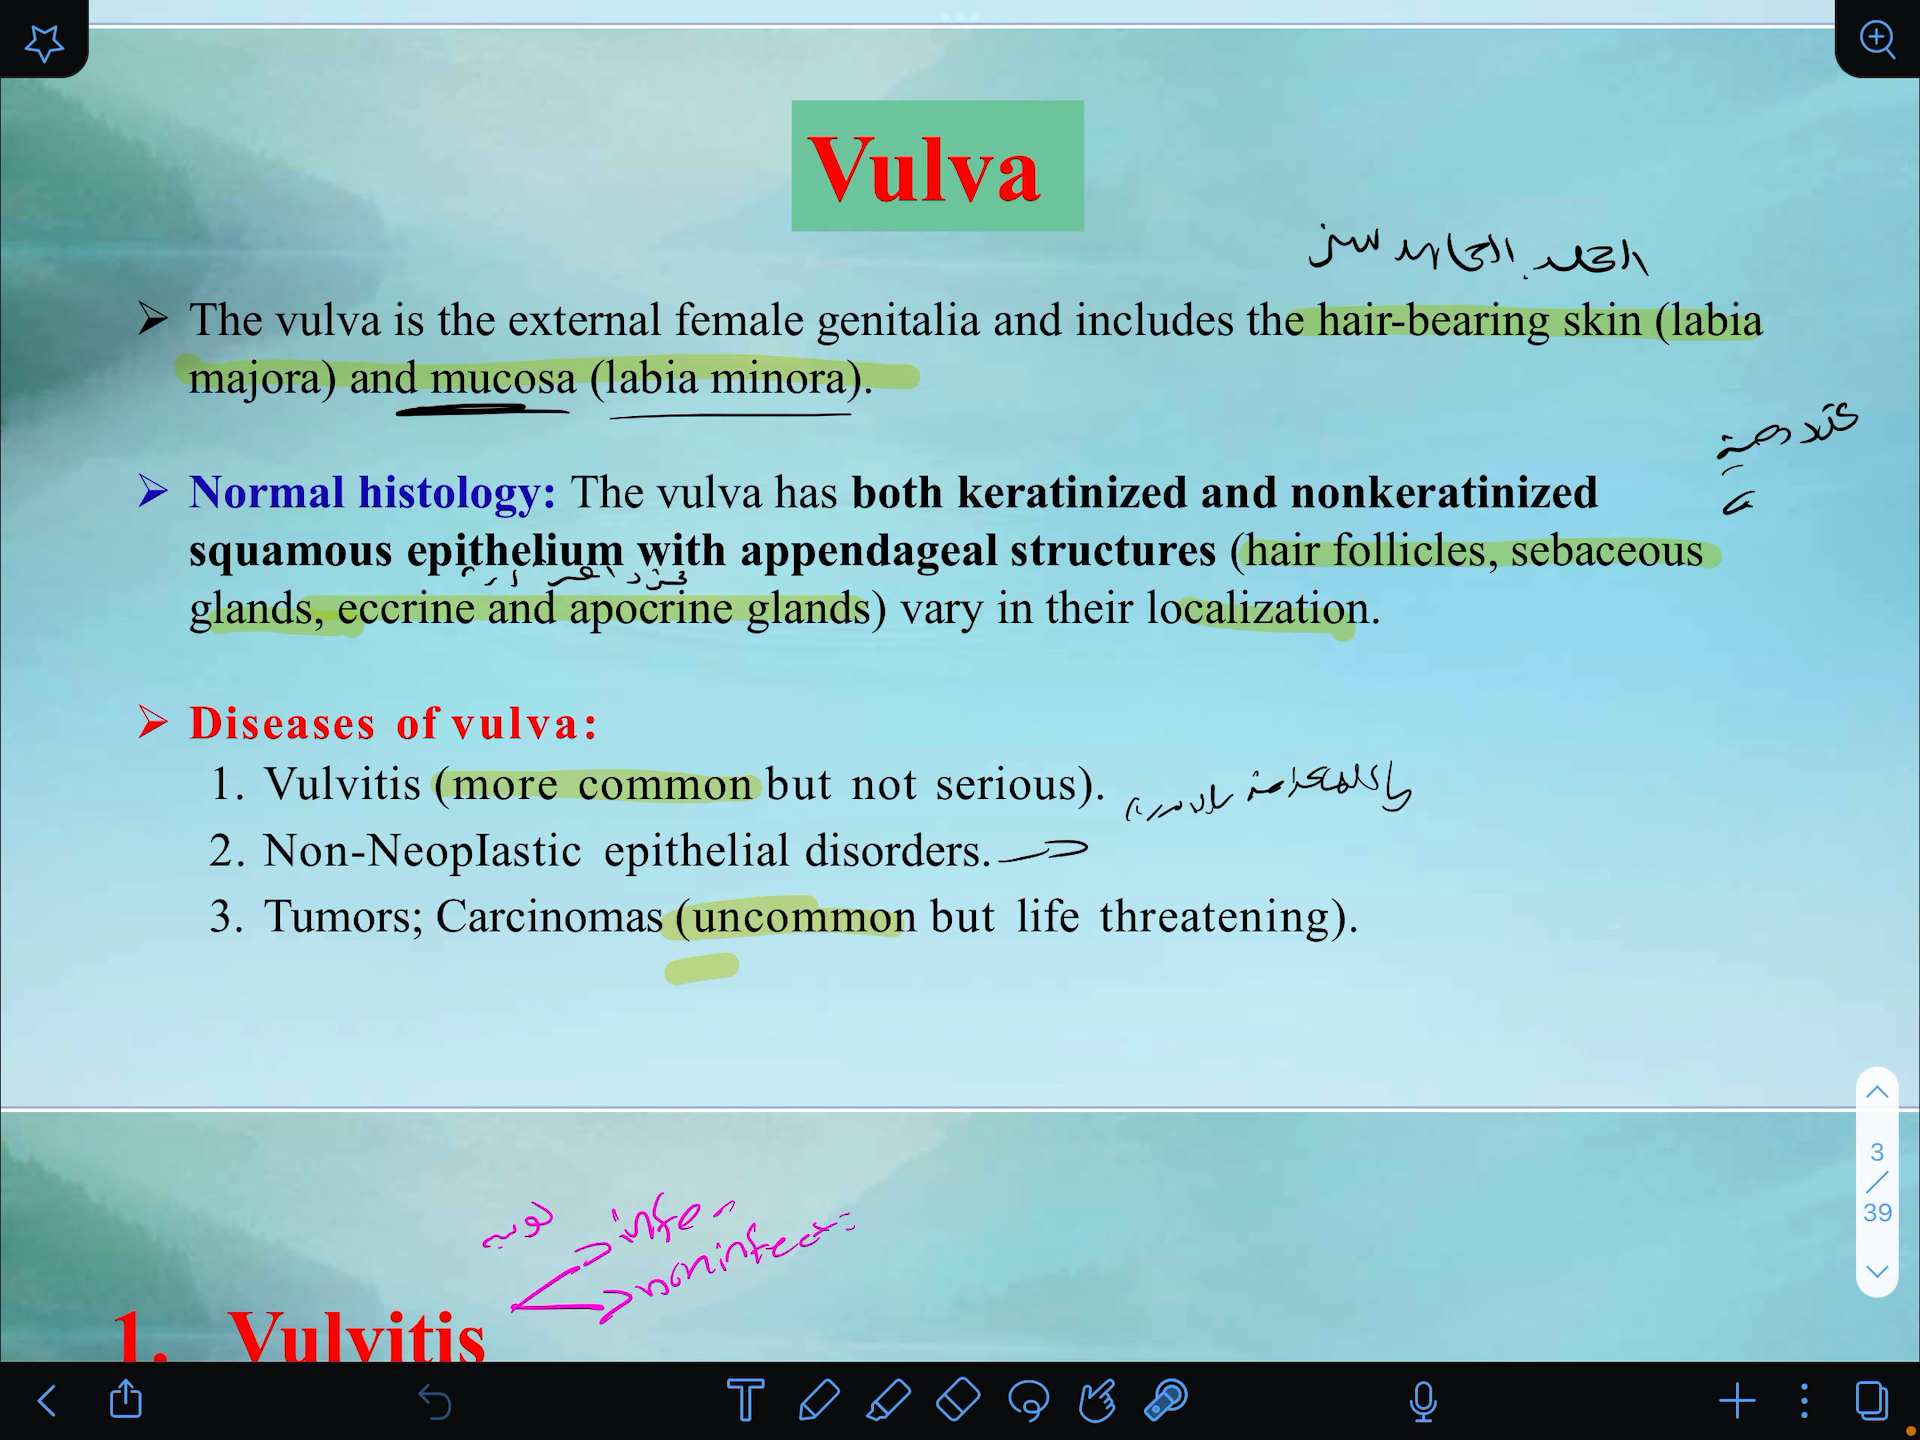 Vulva
➢ The vulva is the external female genitalia and includes the hair-bearing skin (labia
majora) and mucosa (labia minora).
➢ Normal histology: The vulva has both keratinized and nonkeratinized
squamous epithelium with appendageal structures (hair follicles, sebaceous
glands, eccrine and apocrine glands) vary in their localization.
➢ Diseases of vulva:
1. Vulvitis (more common but not serious).
2. Non-NeopIastic epithelial disorders.
3. Tumors; Carcinomas (uncommon but life threatening).
3
/
39
1. Vulvitis